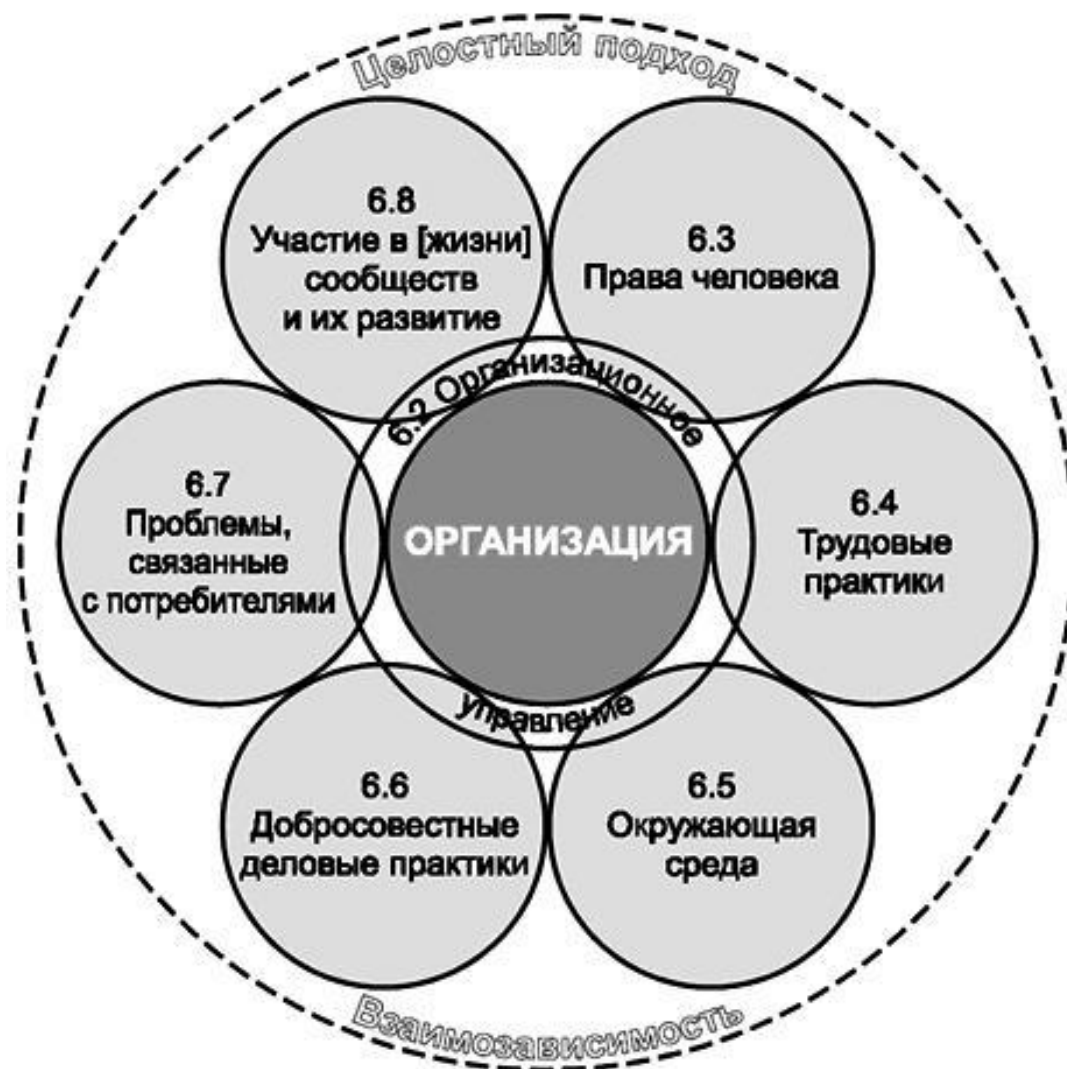 Целостный подход
6.8
Участие в [жизни]
сообществ
и их развитие
6.3
Права человека
6.2 Организационное
управление
ОРГАНИЗАЦИЯ
6.7
Проблемы,
связанные
с потребителями
6.4
Трудовые
практики
6.6
Добросовестные
деловые практики
6.5
Окружающая
среда
Взаимозависимость